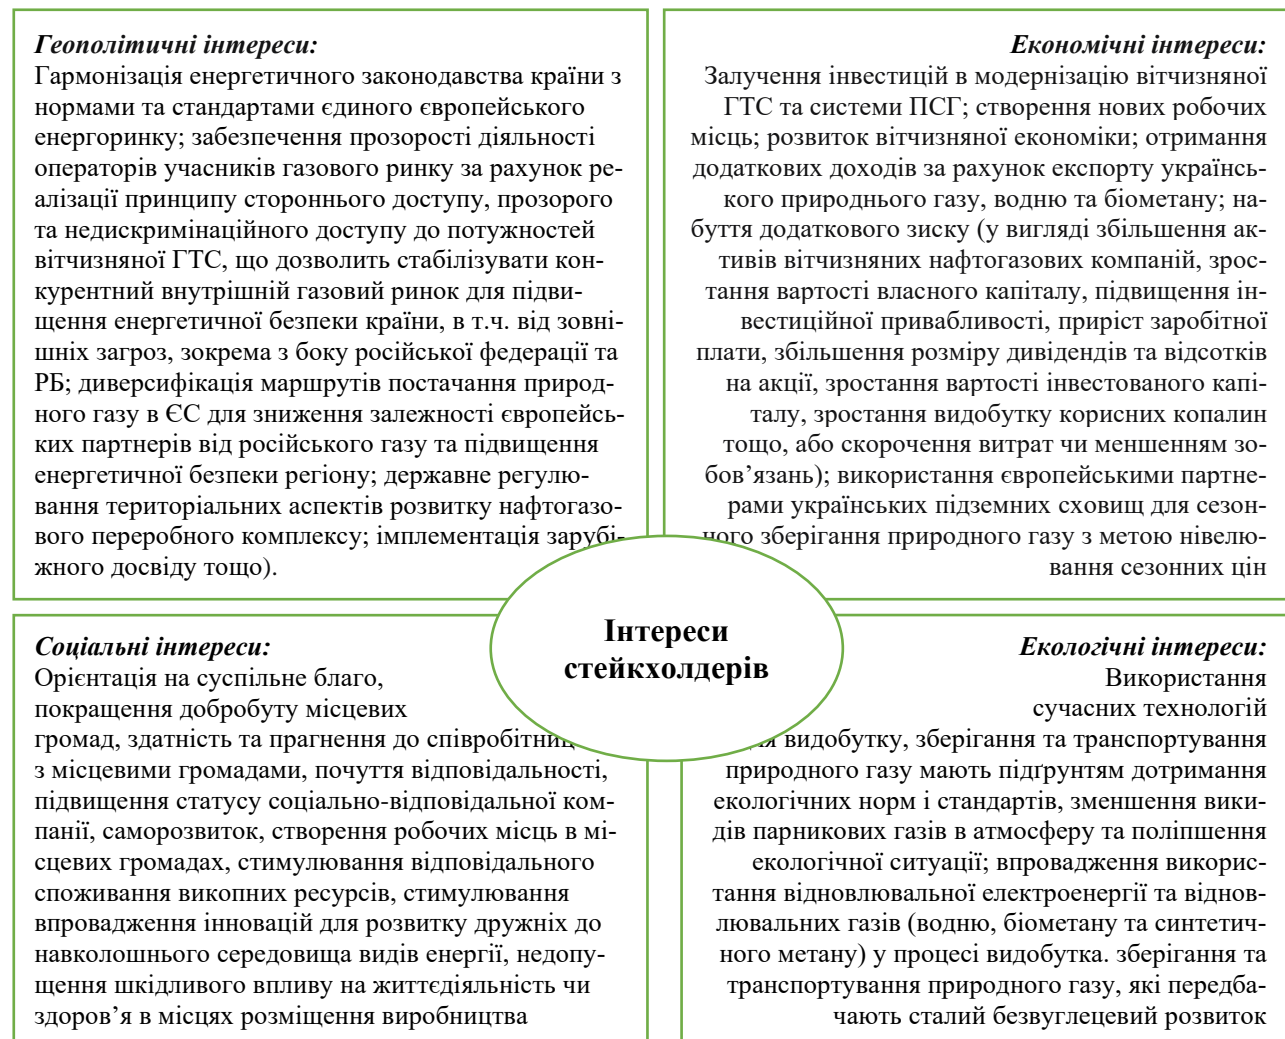 Геополітичні інтереси:
Гармонізація енергетичного законодавства країни з
нормами та стандартами єдиного європейського
енергоринку; забезпечення прозорості діяльності
операторів учасників газового ринку за рахунок ре-
алізації принципу стороннього доступу, прозорого
та недискримінаційного доступу до потужностей
вітчизняної ГТС, що дозволить стабілізувати кон-
курентний внутрішній газовий ринок для підви-
щення енергетичної безпеки країни, в т.ч. від зовні-
шніх загроз, зокрема з боку російської федерації та
РБ; диверсифікація маршрутів постачання природ-
ного газу в ЄС для зниження залежності європейсь-
ких партнерів від російського газу та підвищення
енергетичної безпеки регіону; державне регулю-
вання територіальних аспектів розвитку нафтогазо-
вого переробного комплексу; імплементація зарубі-
жного досвіду тощо).
Економічні інтереси:
Залучення інвестицій в модернізацію вітчизняної
ГТС та системи ПСГ; створення нових робочих
місць; розвиток вітчизняної економіки; отримання
додаткових доходів за рахунок експорту українсь-
кого природнього газу, водню та біометану; на-
буття додаткового зиску (у вигляді збільшення ак-
тивів вітчизняних нафтогазових компаній, зрос-
тання вартості власного капіталу, підвищення ін-
вестиційної привабливості, приріст заробітної
плати, збільшення розміру дивідендів та відсотків
на акції, зростання вартості інвестованого капі-
талу, зростання видобутку корисних копалин
тощо, або скорочення витрат чи меншенням зо-
бов’язань); використання європейськими партне-
рами українських підземних сховищ для сезон-
ного зберігання природного газу з метою нівелю-
вання сезонних цін
Інтереси
стейкхолдерів
Соціальні інтереси:
Орієнтація на суспільне благо,
покращення добробуту місцевих
громад, здатність та прагнення до
з місцевими громадами, почуття відповідальності,
підвищення статусу соціально-відповідальної ком-
панії, саморозвиток, створення робочих місць в мі-
сцевих громадах, стимулювання відповідального
споживання викопних ресурсів, стимулювання
впровадження інновацій для розвитку дружніх до
навколошнього середовища видів енергії, недопу-
щення шкідливого впливу на життєдіяльність чи
здоров’я в місцях розміщення виробництва
Екологічні інтереси:
Використання
сучасних технологій
видобутку, зберігання та транспортування
природного газу мають підґрунтям дотримання
екологічних норм і стандартів, зменшення вики-
дів парникових газів в атмосферу та поліпшення
екологічної ситуації; впровадження викорис-
тання відновлювальної електроенергії та віднов-
лювальних газів (водню, біометану та синтетич-
ного метану) у процесі видобутка. зберігання та
транспортування природного газу, які передба-
чають сталий безвуглецевий розвиток